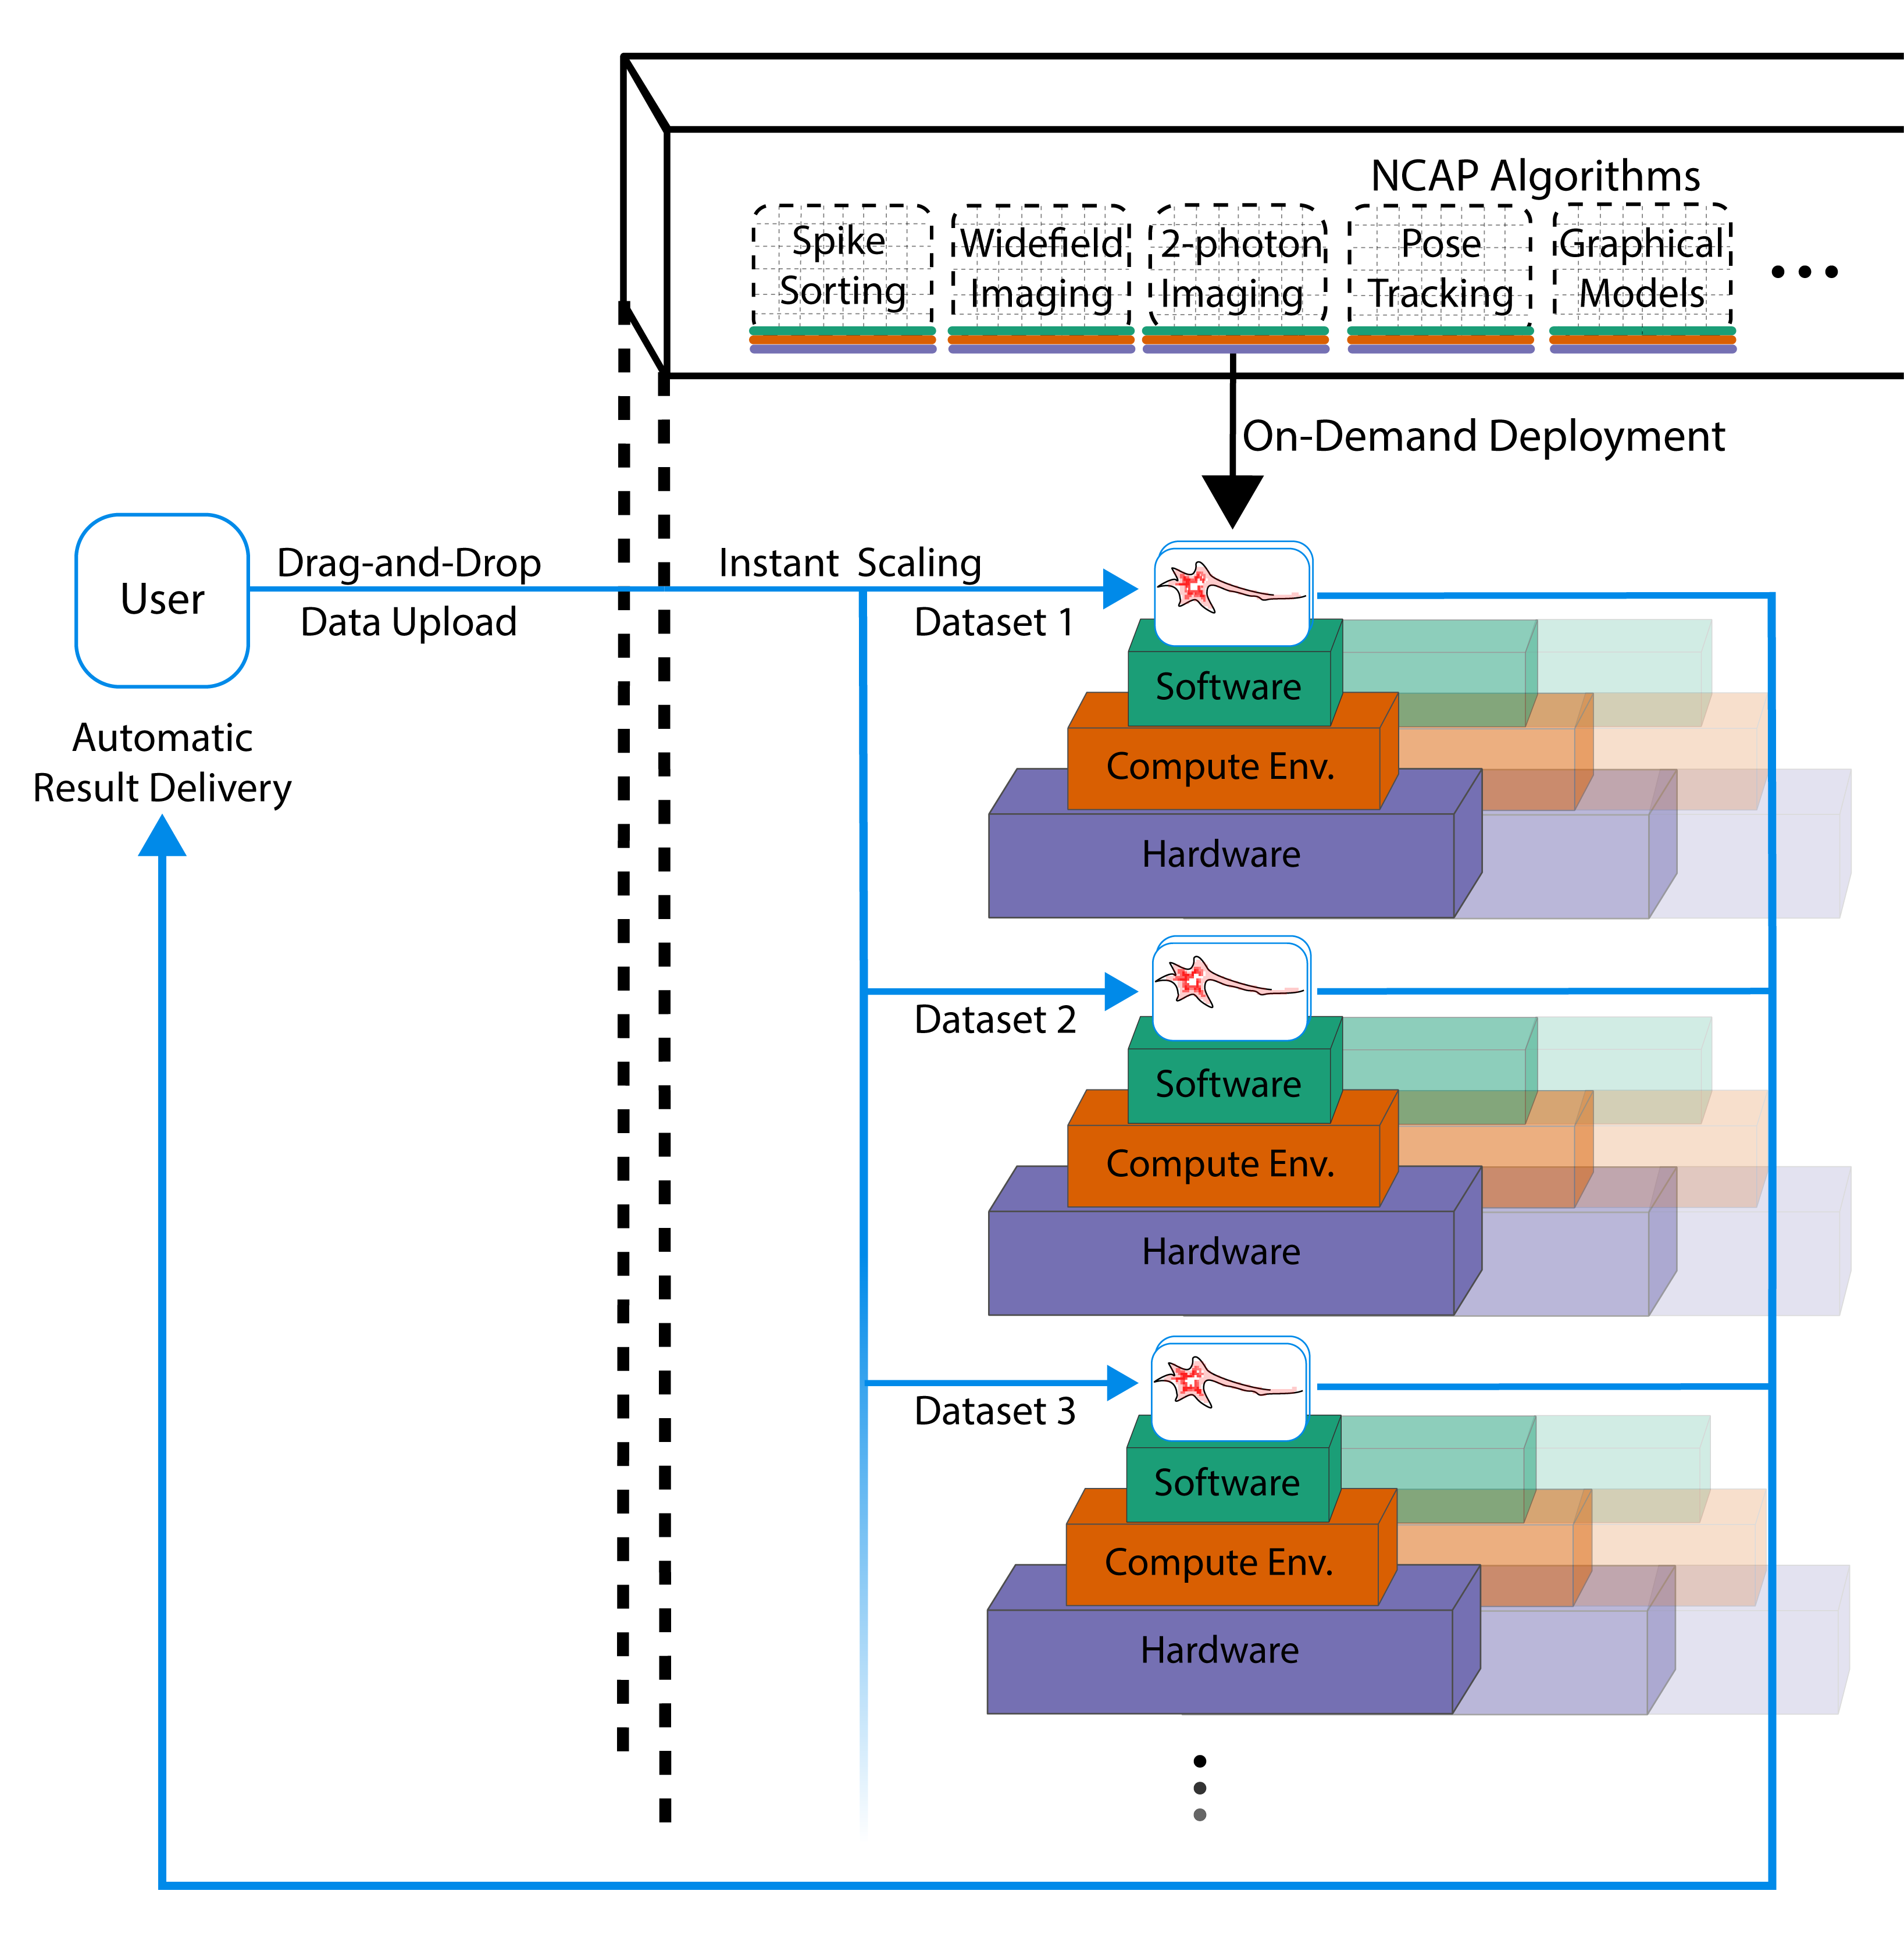 NCAP Algorithms
Spike
Sorting
Widefield
Imaging
2-photon
Imaging
Pose
Tracking
Graphical
Models
...
On-Demand Deployment
User
Drag-and-Drop
Data Upload
Instant Scaling
Dataset 1
Automatic
Result Delivery
Software
Compute Env.
Hardware
Dataset 2
Software
Compute Env.
Hardware
Dataset 3
Software
Compute Env.
Hardware